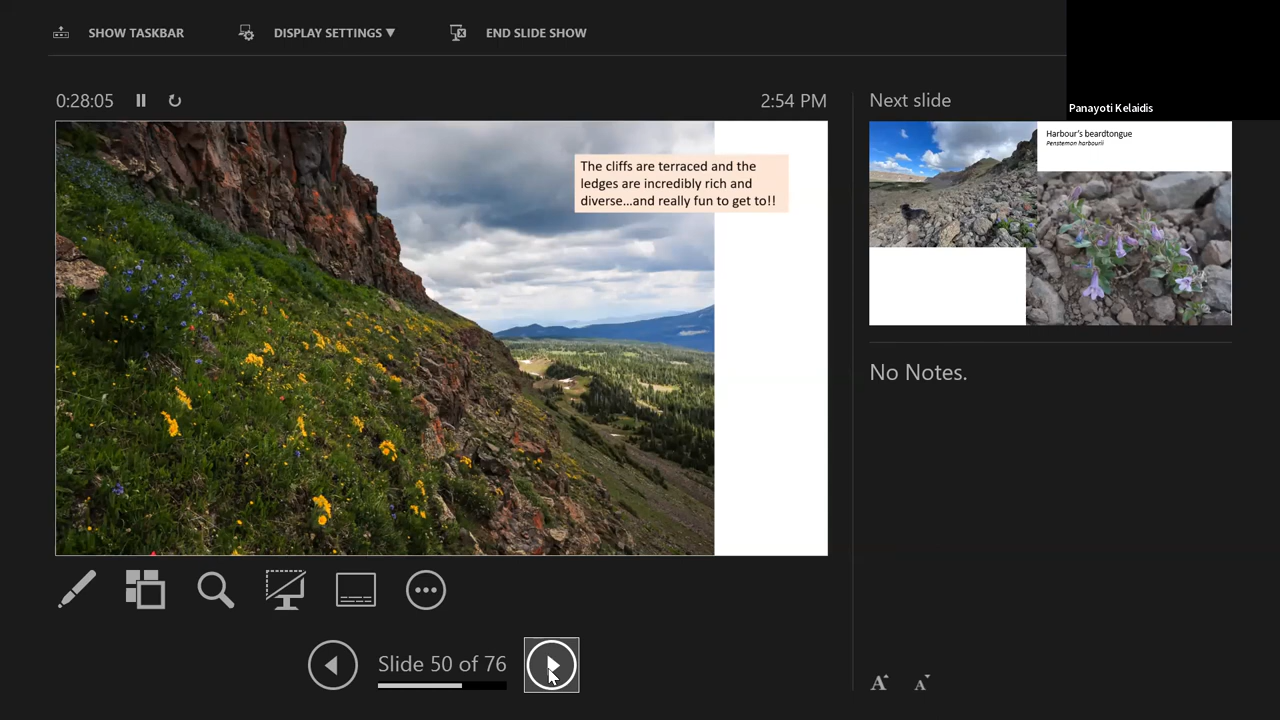 SHOW TASKBAR
DISPLAY SETTINGS ▼
END SLIDE SHOW
Panayoti Kelaidis
0:28:05
2:54 PM
Next slide
The cliffs are terraced and the
ledges are incredibly rich and
diverse...and really fun to get to!!
Harbour's beardtongue
Penstemon harbourii
No Notes.
Slide 50 of 76
A A